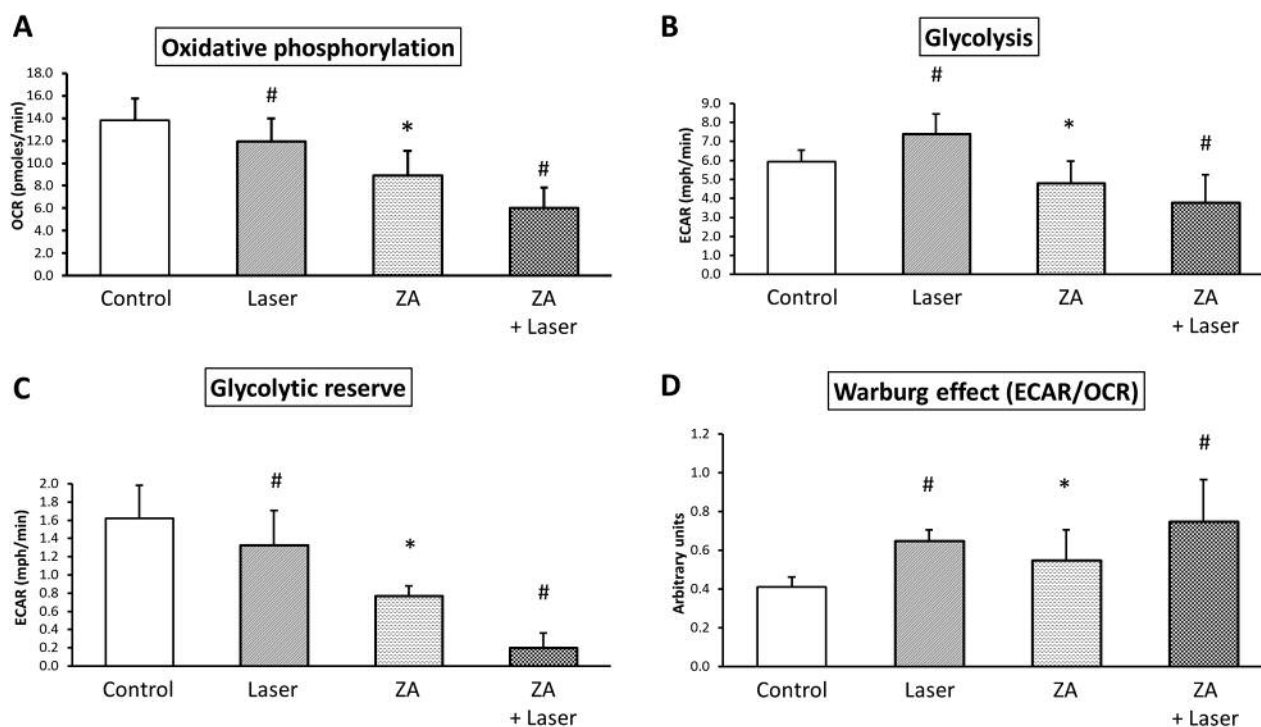 A
Oxidative phosphorylation
18.0
16.0
14.0
12.0
10.0
8.0
6.0
4.0
2.0
0.0
OCR (pmoles/min)
# * #
Control Laser ZA ZA
+ Laser
B
Glycolysis
9.0
8.0
7.0
6.0
5.0
4.0
3.0
2.0
1.0
0.0
ECAR (mph/min)
# * #
Control Laser ZA ZA
+ Laser
C
Glycolytic reserve
2.0
1.8
1.6
1.4
1.2
1.0
0.8
0.6
0.4
0.2
0.0
ECAR (mph/min)
# * #
Control Laser ZA ZA
+ Laser
D
Warburg effect (ECAR/OCR)
1.2
1.0
0.8
0.6
0.4
0.2
0.0
Arbitrary units
# * #
Control Laser ZA ZA
+ Laser